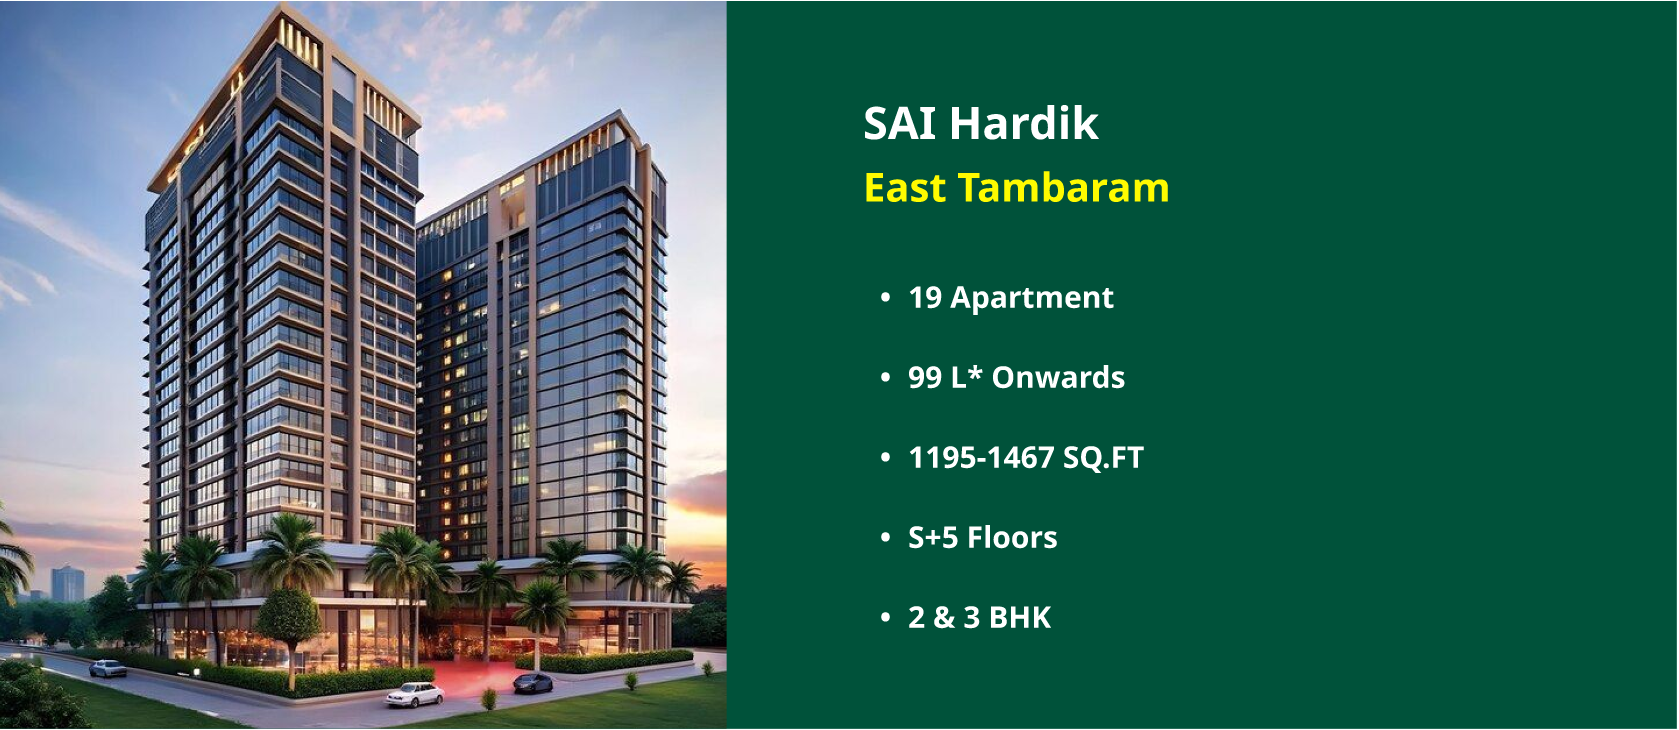 SAI Hardik
East Tambaram
• 19 Apartment
• 99 L* Onwards
• 1195-1467 SQ.FT
• S+5 Floors
• 2 & 3 BHK